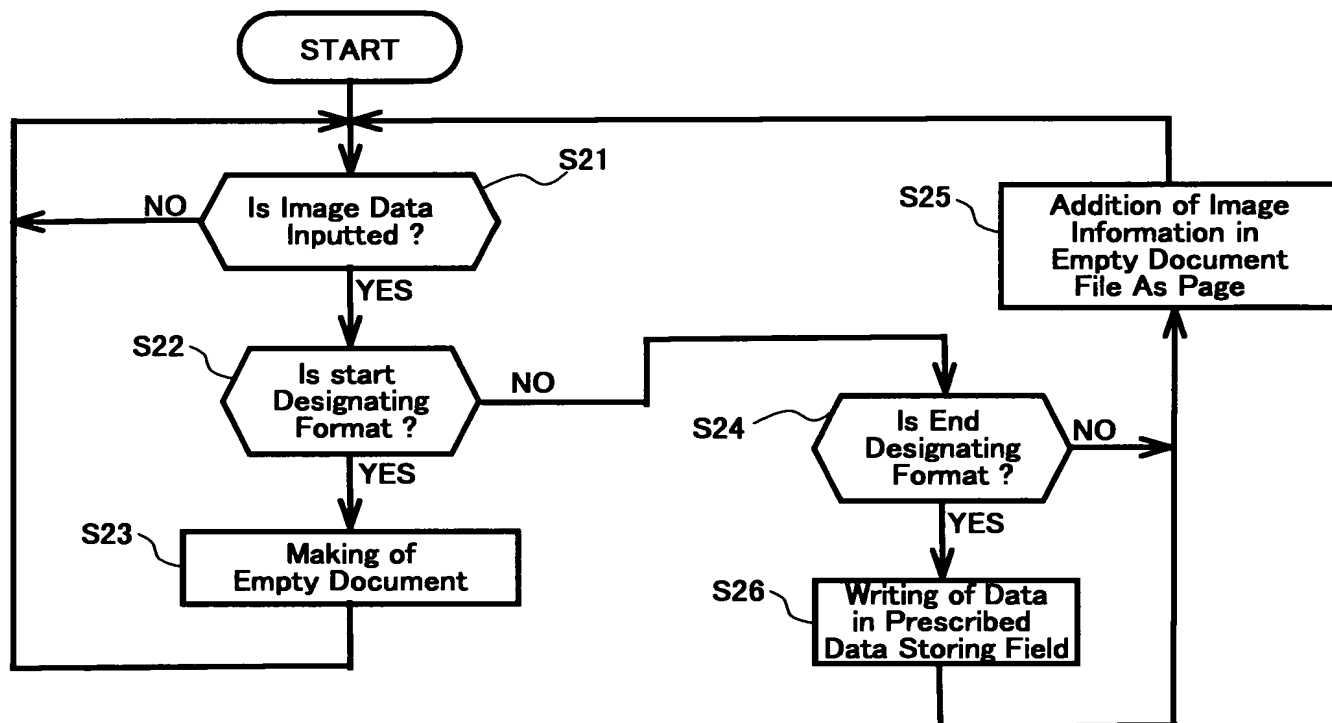 START
S21
Is Image Data
Inputted ?
NO
YES
S25
Addition of Image
Information in
Empty Document
File As Page
S22
Is start
Designating
Format ?
NO
YES
S24
Is End
Designating
Format ?
NO
YES
S23
Making of
Empty Document
S26
Writing of Data
in Prescribed
Data Storing Field